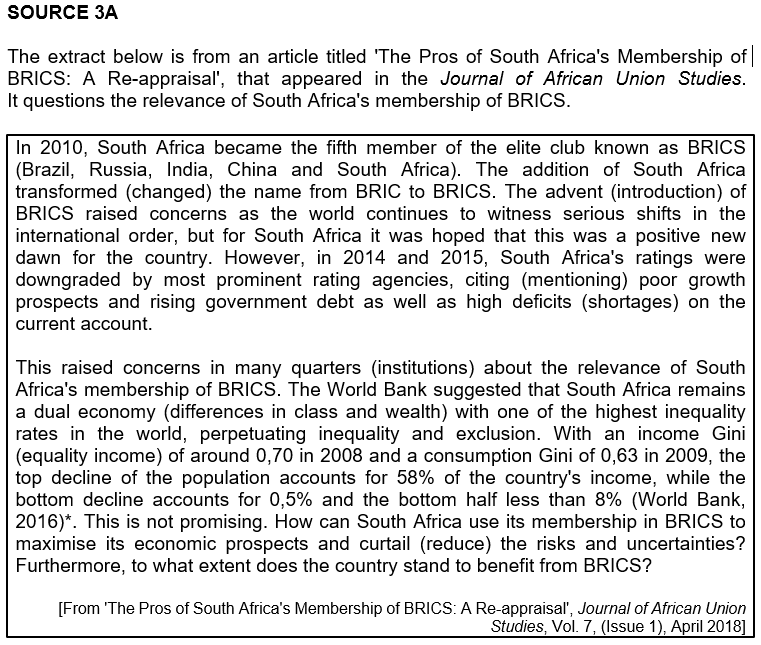 SOURCE 3A
The extract below is from an article titled 'The Pros of South Africa's Membership of
BRICS: A Re-appraisal', that appeared in the Journal of African Union Studies.
It questions the relevance of South Africa's membership of BRICS.
In 2010, South Africa became the fifth member of the elite club known as BRICS
(Brazil, Russia, India, China and South Africa). The addition of South Africa
transformed (changed) the name from BRIC to BRICS. The advent (introduction) of
BRICS raised concerns as the world continues to witness serious shifts in the
international order, but for South Africa it was hoped that this was a positive new
dawn for the country. However, in 2014 and 2015, South Africa's ratings were
downgraded by most prominent rating agencies, citing (mentioning) poor growth
prospects and rising government debt as well as high deficits (shortages) on the
current account.
This raised concerns in many quarters (institutions) about the relevance of South
Africa's membership of BRICS. The World Bank suggested that South Africa remains
a dual economy (differences in class and wealth) with one of the highest inequality
rates in the world, perpetuating inequality and exclusion. With an income Gini
(equality income) of around 0,70 in 2008 and a consumption Gini of 0,63 in 2009, the
top decline of the population accounts for 58% of the country's income, while the
bottom decline accounts for 0,5% and the bottom half less than 8% (World Bank,
2016)*. This is not promising. How can South Africa use its membership in BRICS to
maximise its economic prospects and curtail (reduce) the risks and uncertainties?
Furthermore, to what extent does the country stand to benefit from BRICS?
[From 'The Pros of South Africa's Membership of BRICS: A Re-appraisal', Journal of African Union
Studies, Vol. 7, (Issue 1), April 2018]